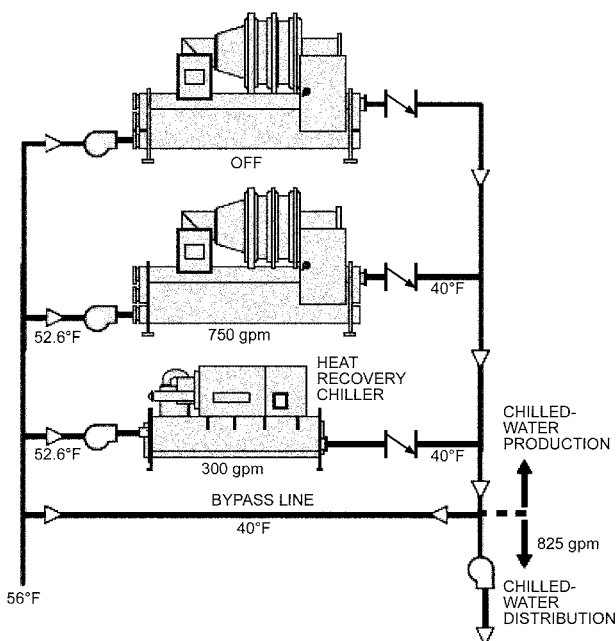 OFF
40°F
52.6°F
750 gpm
HEAT
RECOVERY
CHILLER
52.6°F
300 gpm
40°F
CHILLED-
WATER
PRODUCTION
BYPASS LINE
40°F
825 gpm
56°F
CHILLED-
WATER
DISTRIBUTION